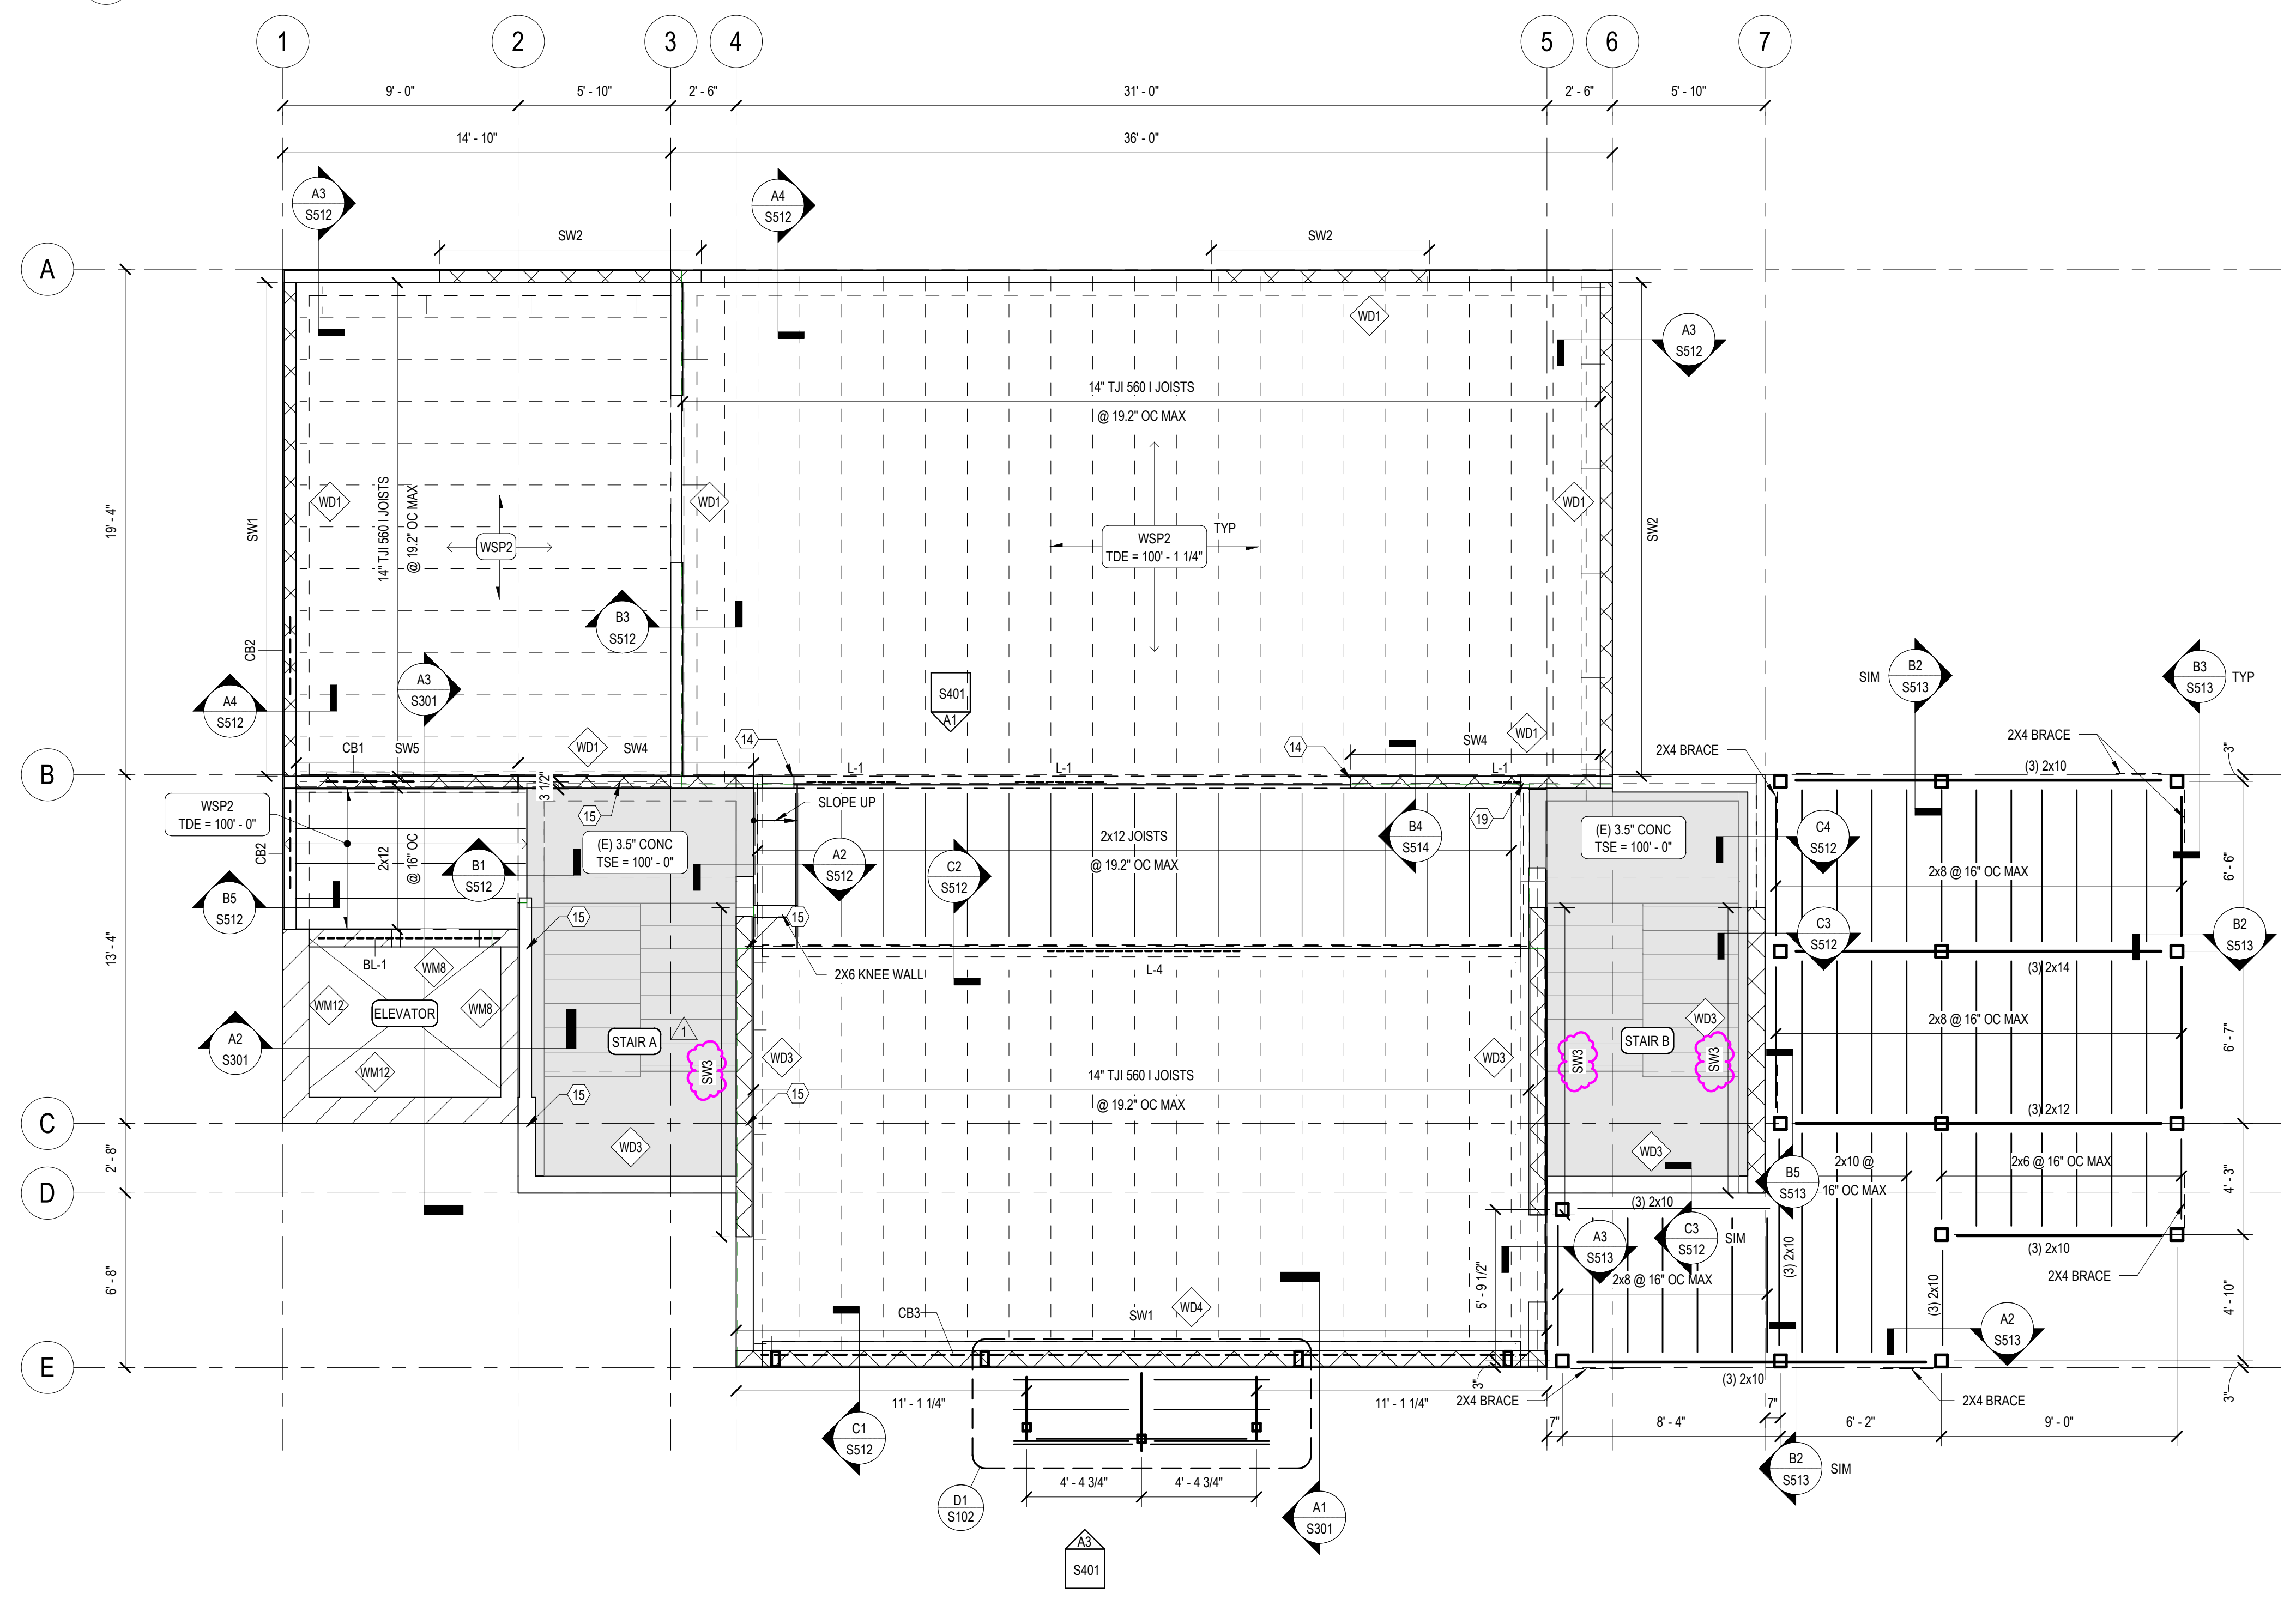 1 2 3 4 5 6 7
9' - 0" 5' - 10" 2' - 6" 31' - 0" 2' - 6" 5' - 10"
14' - 10" 36' - 0"
A3
S512
A4
S512
SW2 SW2
A
WD1
A3
S512
14" TJI 560 I JOISTS
@ 19.2" OC MAX
WD1 WD1 WD1
14" TJI 560 I JOISTS
@ 19.2" OC MAX
SW1
19' - 4"
SW2
WSP2
WSP2
TDE = 100' - 1 1/4"
TYP
B3
S512
CB2
A3
S301
A4
S512
S401
A1
SIM
B2
S513
B3
S513
TYP
B
CB1 SW5 WD1 SW4
14
14
SW4
WD1
2X4 BRACE
2X4 BRACE
(3) 2x10
3"
L-1 L-1 L-1
3 1/2"
WSP2
TDE = 100' - 0"
15
SLOPE UP
19
(E) 3.5" CONC
TSE = 100' - 0"
2x12 JOISTS
@ 19.2" OC MAX
B4
S514
(E) 3.5" CONC
TSE = 100' - 0"
C4
S512
CB2
2x12
@ 16" OC
B1
S512
A2
S512
C2
S512
2x8 @ 16" OC MAX
6' - 6"
B5
S512
15
15
C3
S512
B2
S513
13' - 4"
BL-1
WM8
2X6 KNEE WALL
L-4
(3) 2x14
WM12
ELEVATOR
WM8
WM12
A2
S301
STAIR A
1
SW3
WD3
WD3
SW3
STAIR B
WD3
SW3
2x8 @ 16" OC MAX
6' - 7"
14" TJI 560 I JOISTS
@ 19.2" OC MAX
15
15
C
(3) 2x12
2' - 8"
WD3
WD3
B5
S513
2x10 @
16" OC MAX
2x6 @ 16" OC MAX
4' - 3"
D
(3) 2x10
C3
S512
SIM
A3
S513
(3) 2x10
(3) 2x10
2X4 BRACE
6' - 8"
5' - 9 1/2"
2x8 @ 16" OC MAX
(3) 2x10
4' - 10"
CB3
SW1
WD4
A2
S513
E
3"
(3) 2x10
3"
11' - 1 1/4" 11' - 1 1/4"
2X4 BRACE
2X4 BRACE
C1
S512
7" 8' - 4" 7" 6' - 2" 9' - 0"
B2
S513
SIM
4' - 4 3/4" 4' - 4 3/4"
D1
S102
A1
S301
A3
S401